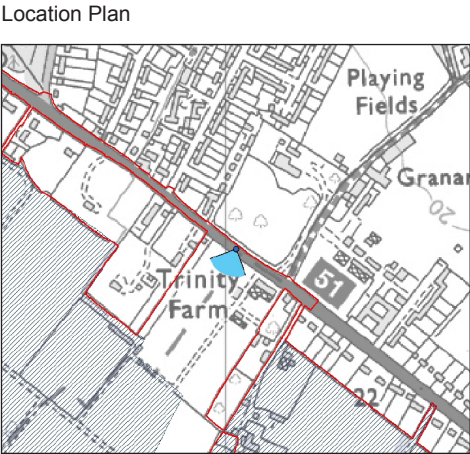 Location Plan
Playing
Fields
Granar
20
Trinity
Farm
51
22